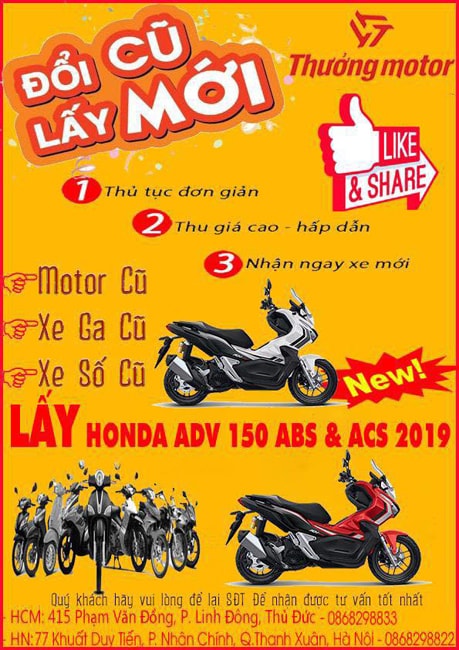 ĐỔI CŨ
LẤY MỚI
Thưởng motor
LIKE
& SHARE
1 Thủ tục đơn giản
2 Thu giá cao - hấp dẫn
3 Nhận ngay xe mới
Motor Cũ
Xe Ga Cũ
Xe Số Cũ
New!
LẤY HONDA ADV 150 ABS & ACS 2019
Quý khách hãy vui lòng để lại SĐT Để nhận được tư vấn tốt nhất
- HCM: 415 Phạm Văn Đồng, P. Linh Đông, Thủ Đức - 0868298833
- HN: 77 Khuất Duy Tiến, P. Nhân Chính, Q.Thanh Xuân, Hà Nội - 0868298822